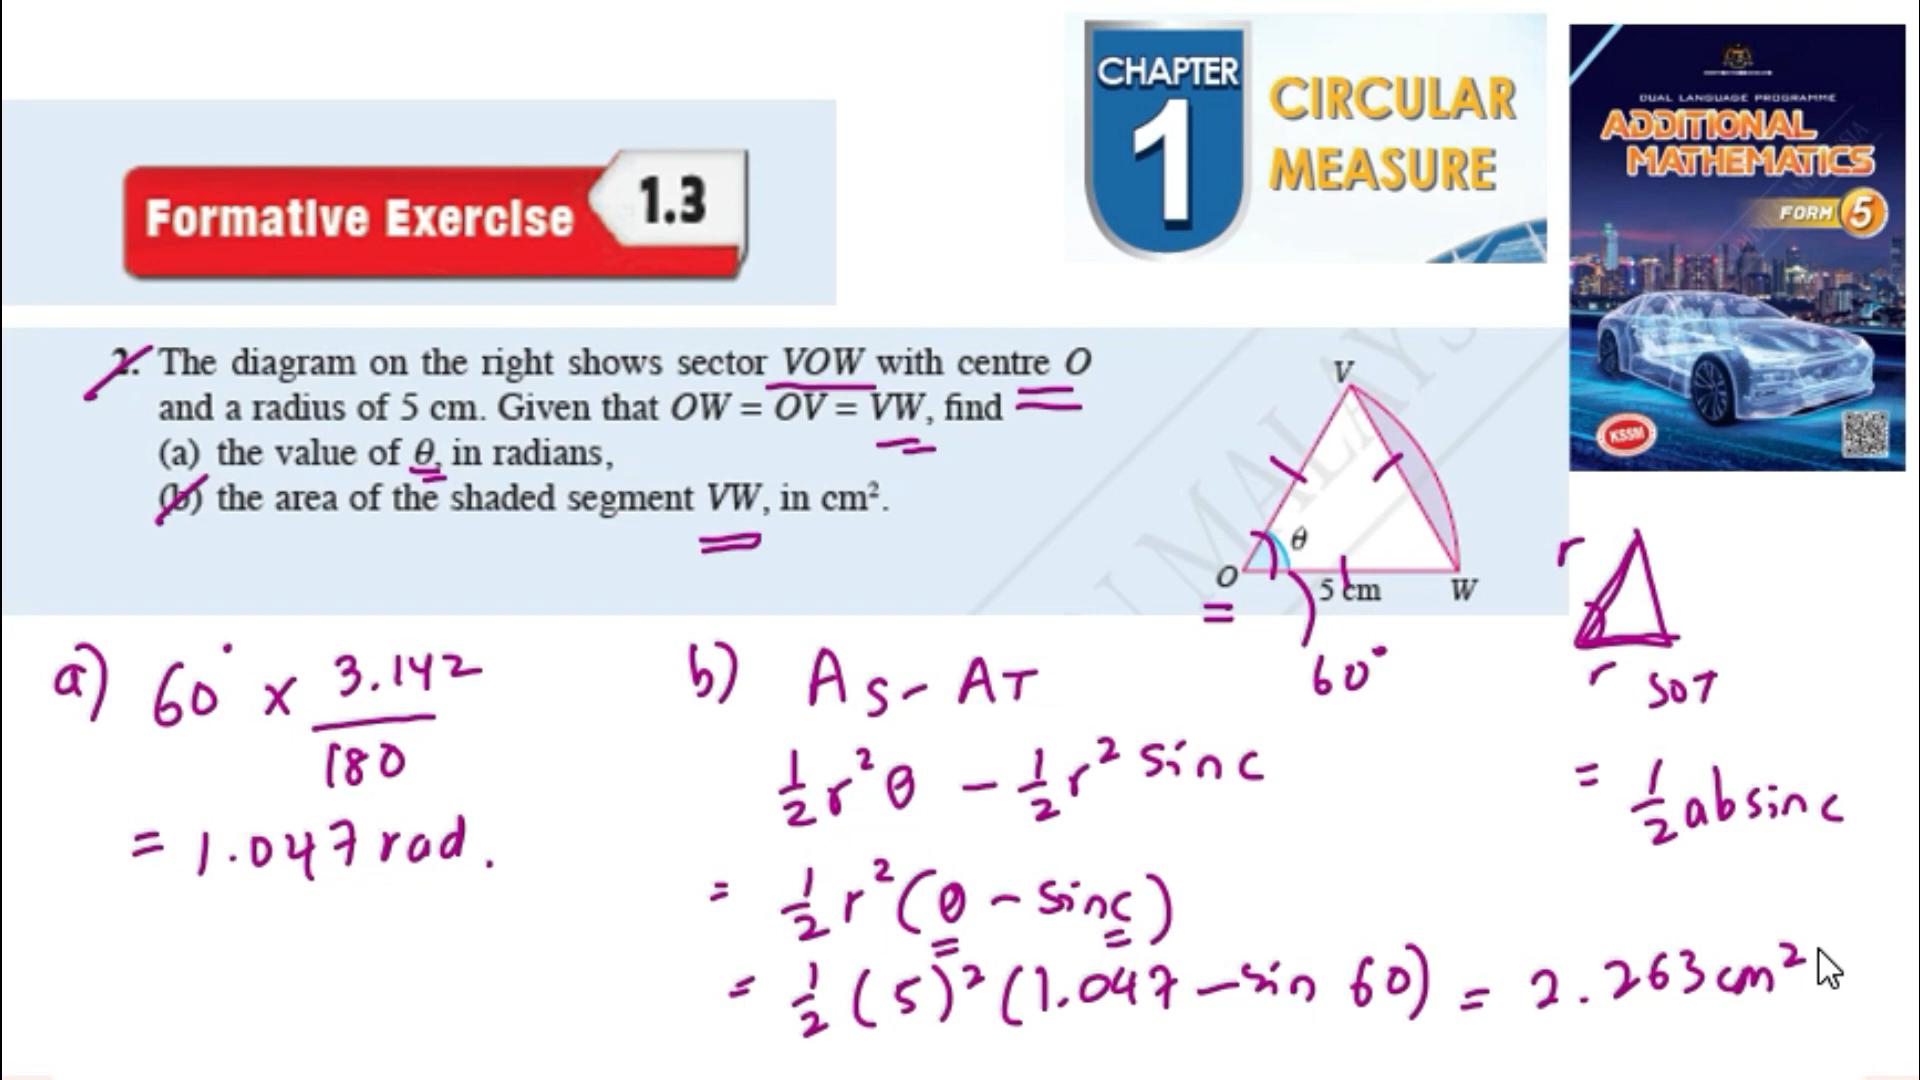 CHAPTER
1
CIRCULAR
MEASURE
DUAL LANGUAGE PROGRAMME
ADDITIONAL
MATHEMATICS
FORM 5
KSSM
Formative Exercise 1.3
2. The diagram on the right shows sector VOW with centre O
and a radius of 5 cm. Given that OW = OV = VW, find
(a) the value of θ, in radians,
(b) the area of the shaded segment VW, in cm².
V
θ
O
5 cm
W
60°
r
r
SOT
= 1/2 ab sin c
a) 60° × 3.142/180
= 1.047 rad.
b) AS - AT
1/2 r²θ - 1/2 r² sin c
= 1/2 r² (θ - sin c)
= 1/2 (5)² (1.047 - sin 60) = 2.263 cm²